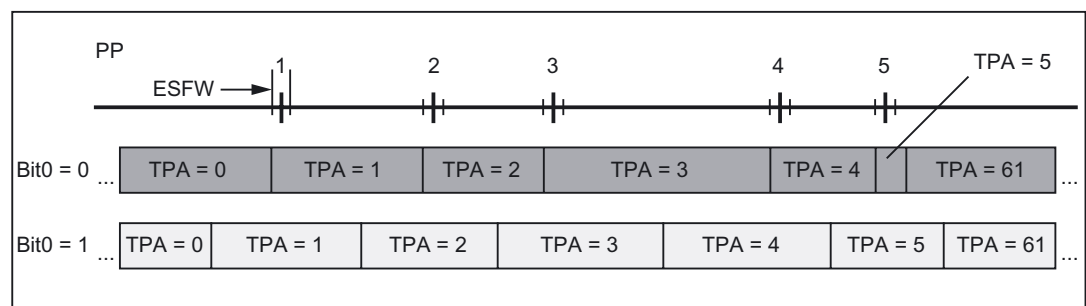 PP
1 2 3 4 5 TPA = 5
ESFW
Bit0 = 0 ... TPA = 0 TPA = 1 TPA = 2 TPA = 3 TPA = 4 TPA = 61 ...
Bit0 = 1 ... TPA = 0 TPA = 1 TPA = 2 TPA = 3 TPA = 4 TPA = 5 TPA = 61 ...